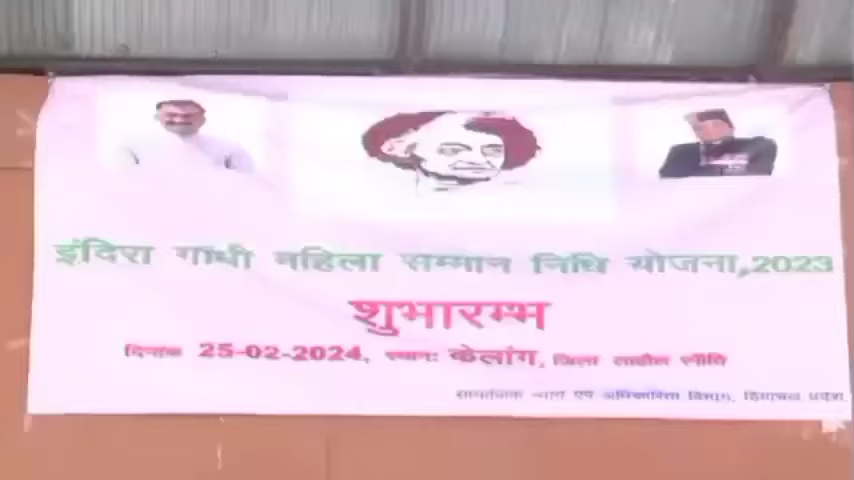 इंदिरा गांधी महिला सम्मान निधि योजना,2023
शुभारम्भ
दिनांक 25-02-2024, स्थानः केलांग, जिला लाहौल स्पीति
सामाजिक न्याय एवं अधिकारिता विभाग, हिमाचल प्रदेश